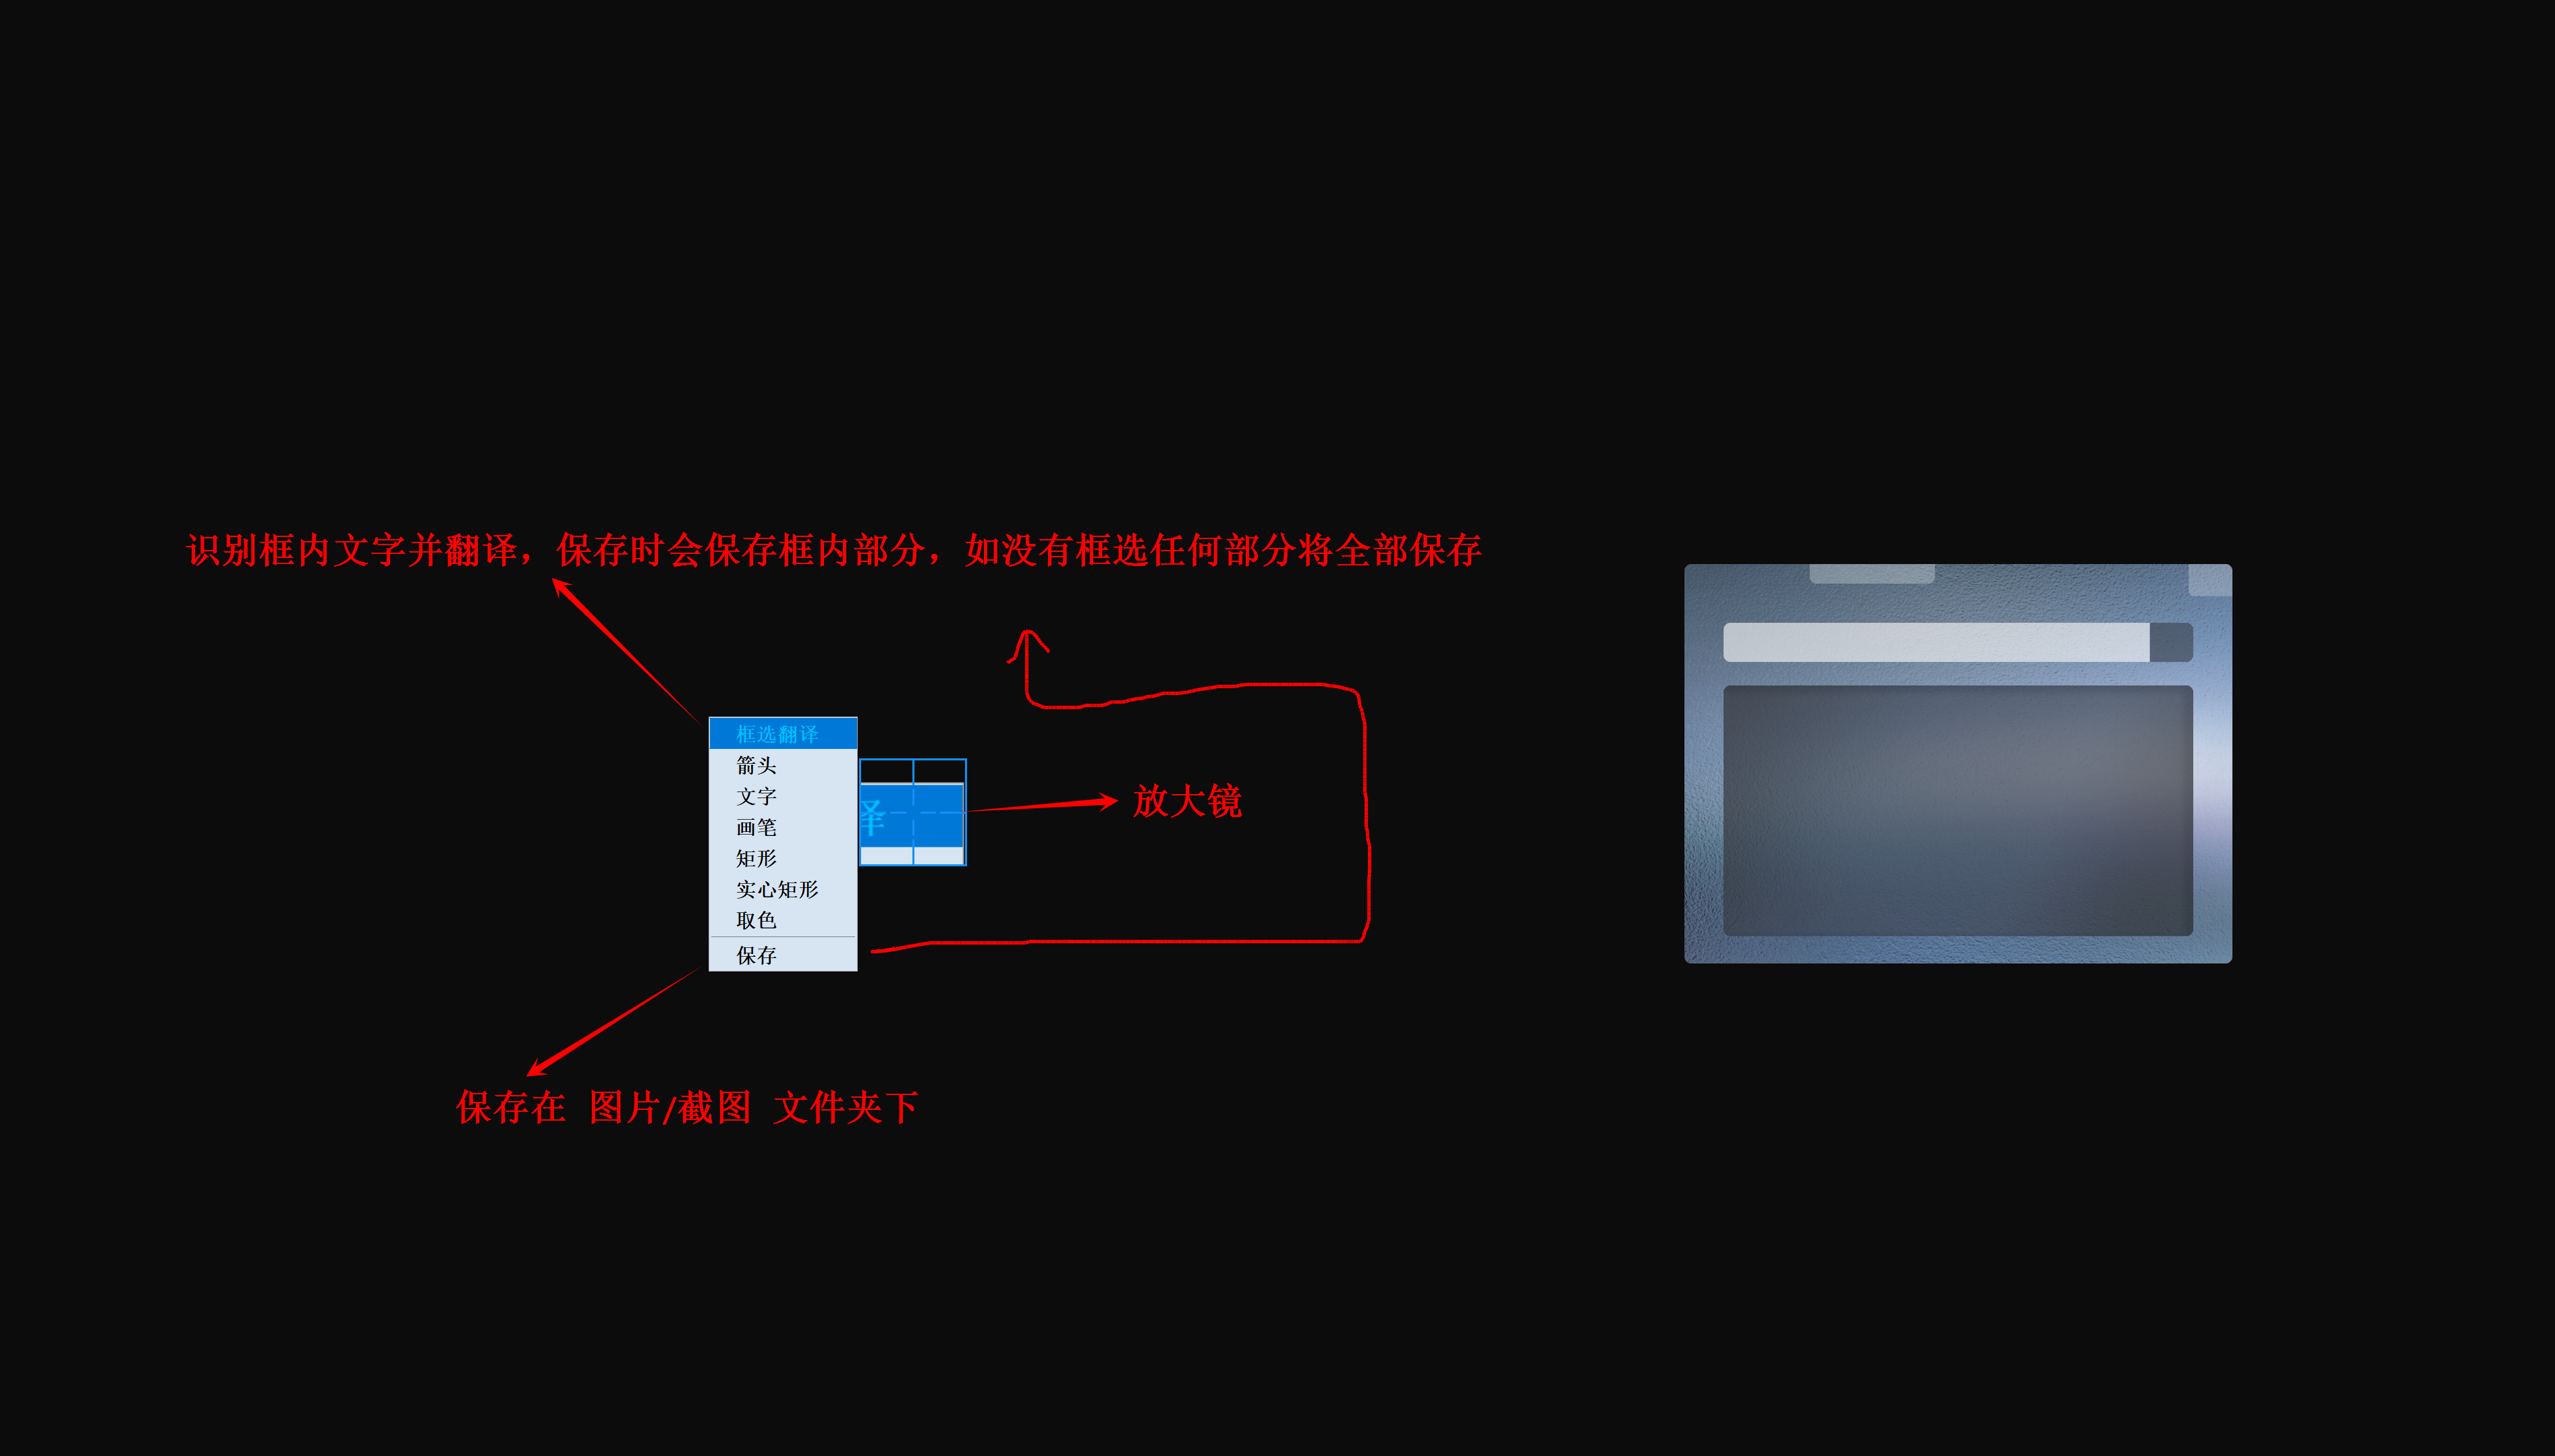 识别框内文字并翻译，保存时会保存框内部分，如没有框选任何部分将全部保存
框选翻译
箭头
文字
画笔
矩形
实心矩形
取色
保存
译
放大镜
保存在 图片/截图 文件夹下